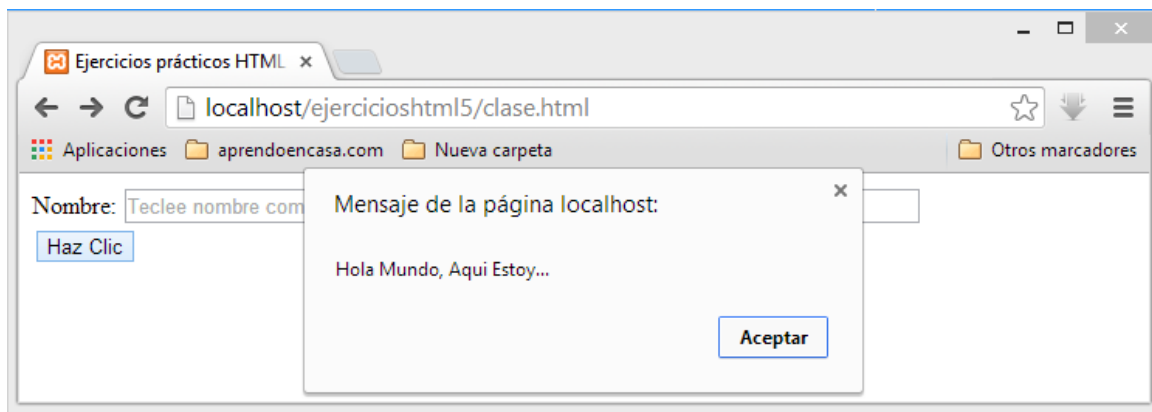 Ejercicios prácticos HTML
localhost/ejercicioshtml5/clase.html
Aplicaciones aprendoencasa.com Nueva carpeta Otros marcadores
Nombre: Teclee nombre com
Haz Clic
Mensaje de la página localhost:
Hola Mundo, Aqui Estoy...
Aceptar